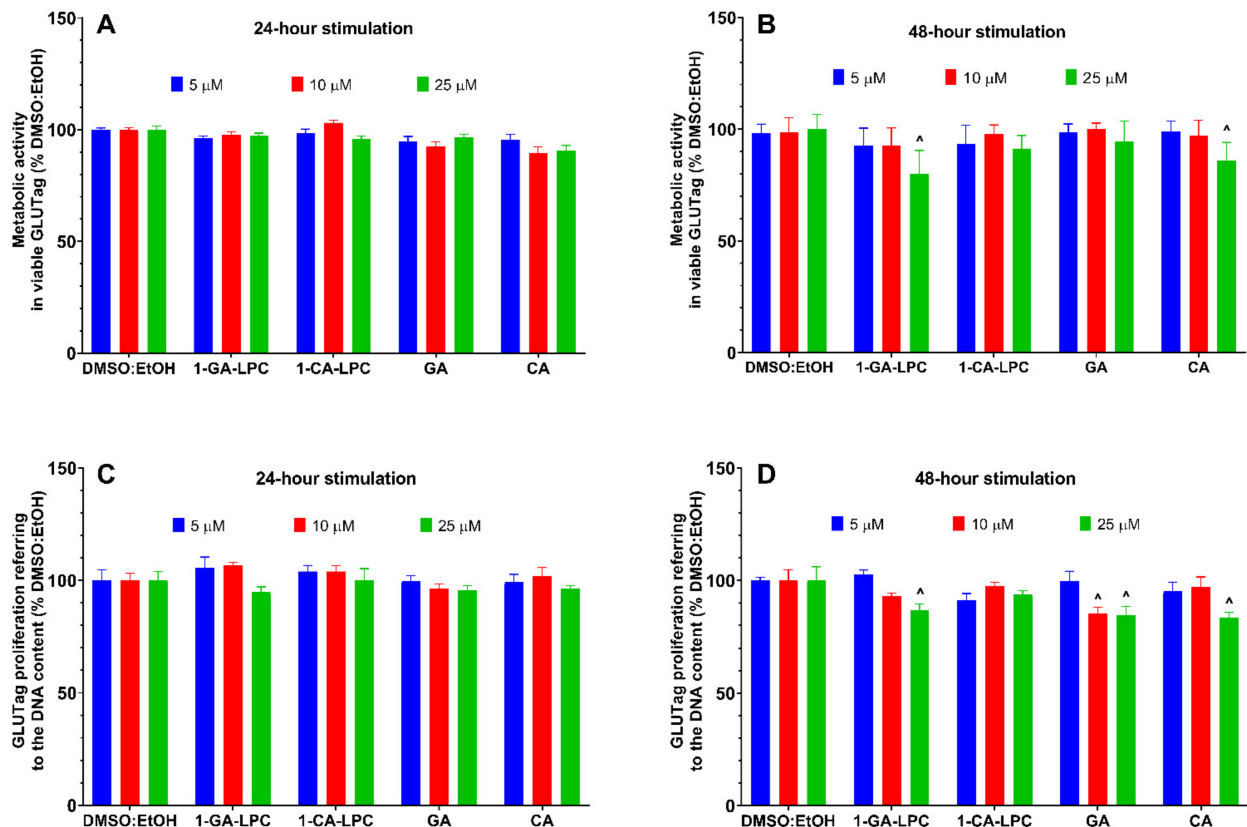 A
24-hour stimulation
5 μM
10 μM
25 μM
Metabolic activity
in viable GLUTag (% DMSO:EtOH)
150
100
50
0
DMSO:EtOH
1-GA-LPC
1-CA-LPC
GA
CA
B
48-hour stimulation
5 μM
10 μM
25 μM
Metabolic activity
in viable GLUTag (% DMSO:EtOH)
150
100
50
0
^
^
DMSO:EtOH
1-GA-LPC
1-CA-LPC
GA
CA
C
24-hour stimulation
5 μM
10 μM
25 μM
GLUTag proliferation referring
to the DNA content (% DMSO:EtOH)
150
100
50
0
DMSO:EtOH
1-GA-LPC
1-CA-LPC
GA
CA
D
48-hour stimulation
5 μM
10 μM
25 μM
GLUTag proliferation referring
to the DNA content (% DMSO:EtOH)
150
100
50
0
^
^
^
^
DMSO:EtOH
1-GA-LPC
1-CA-LPC
GA
CA